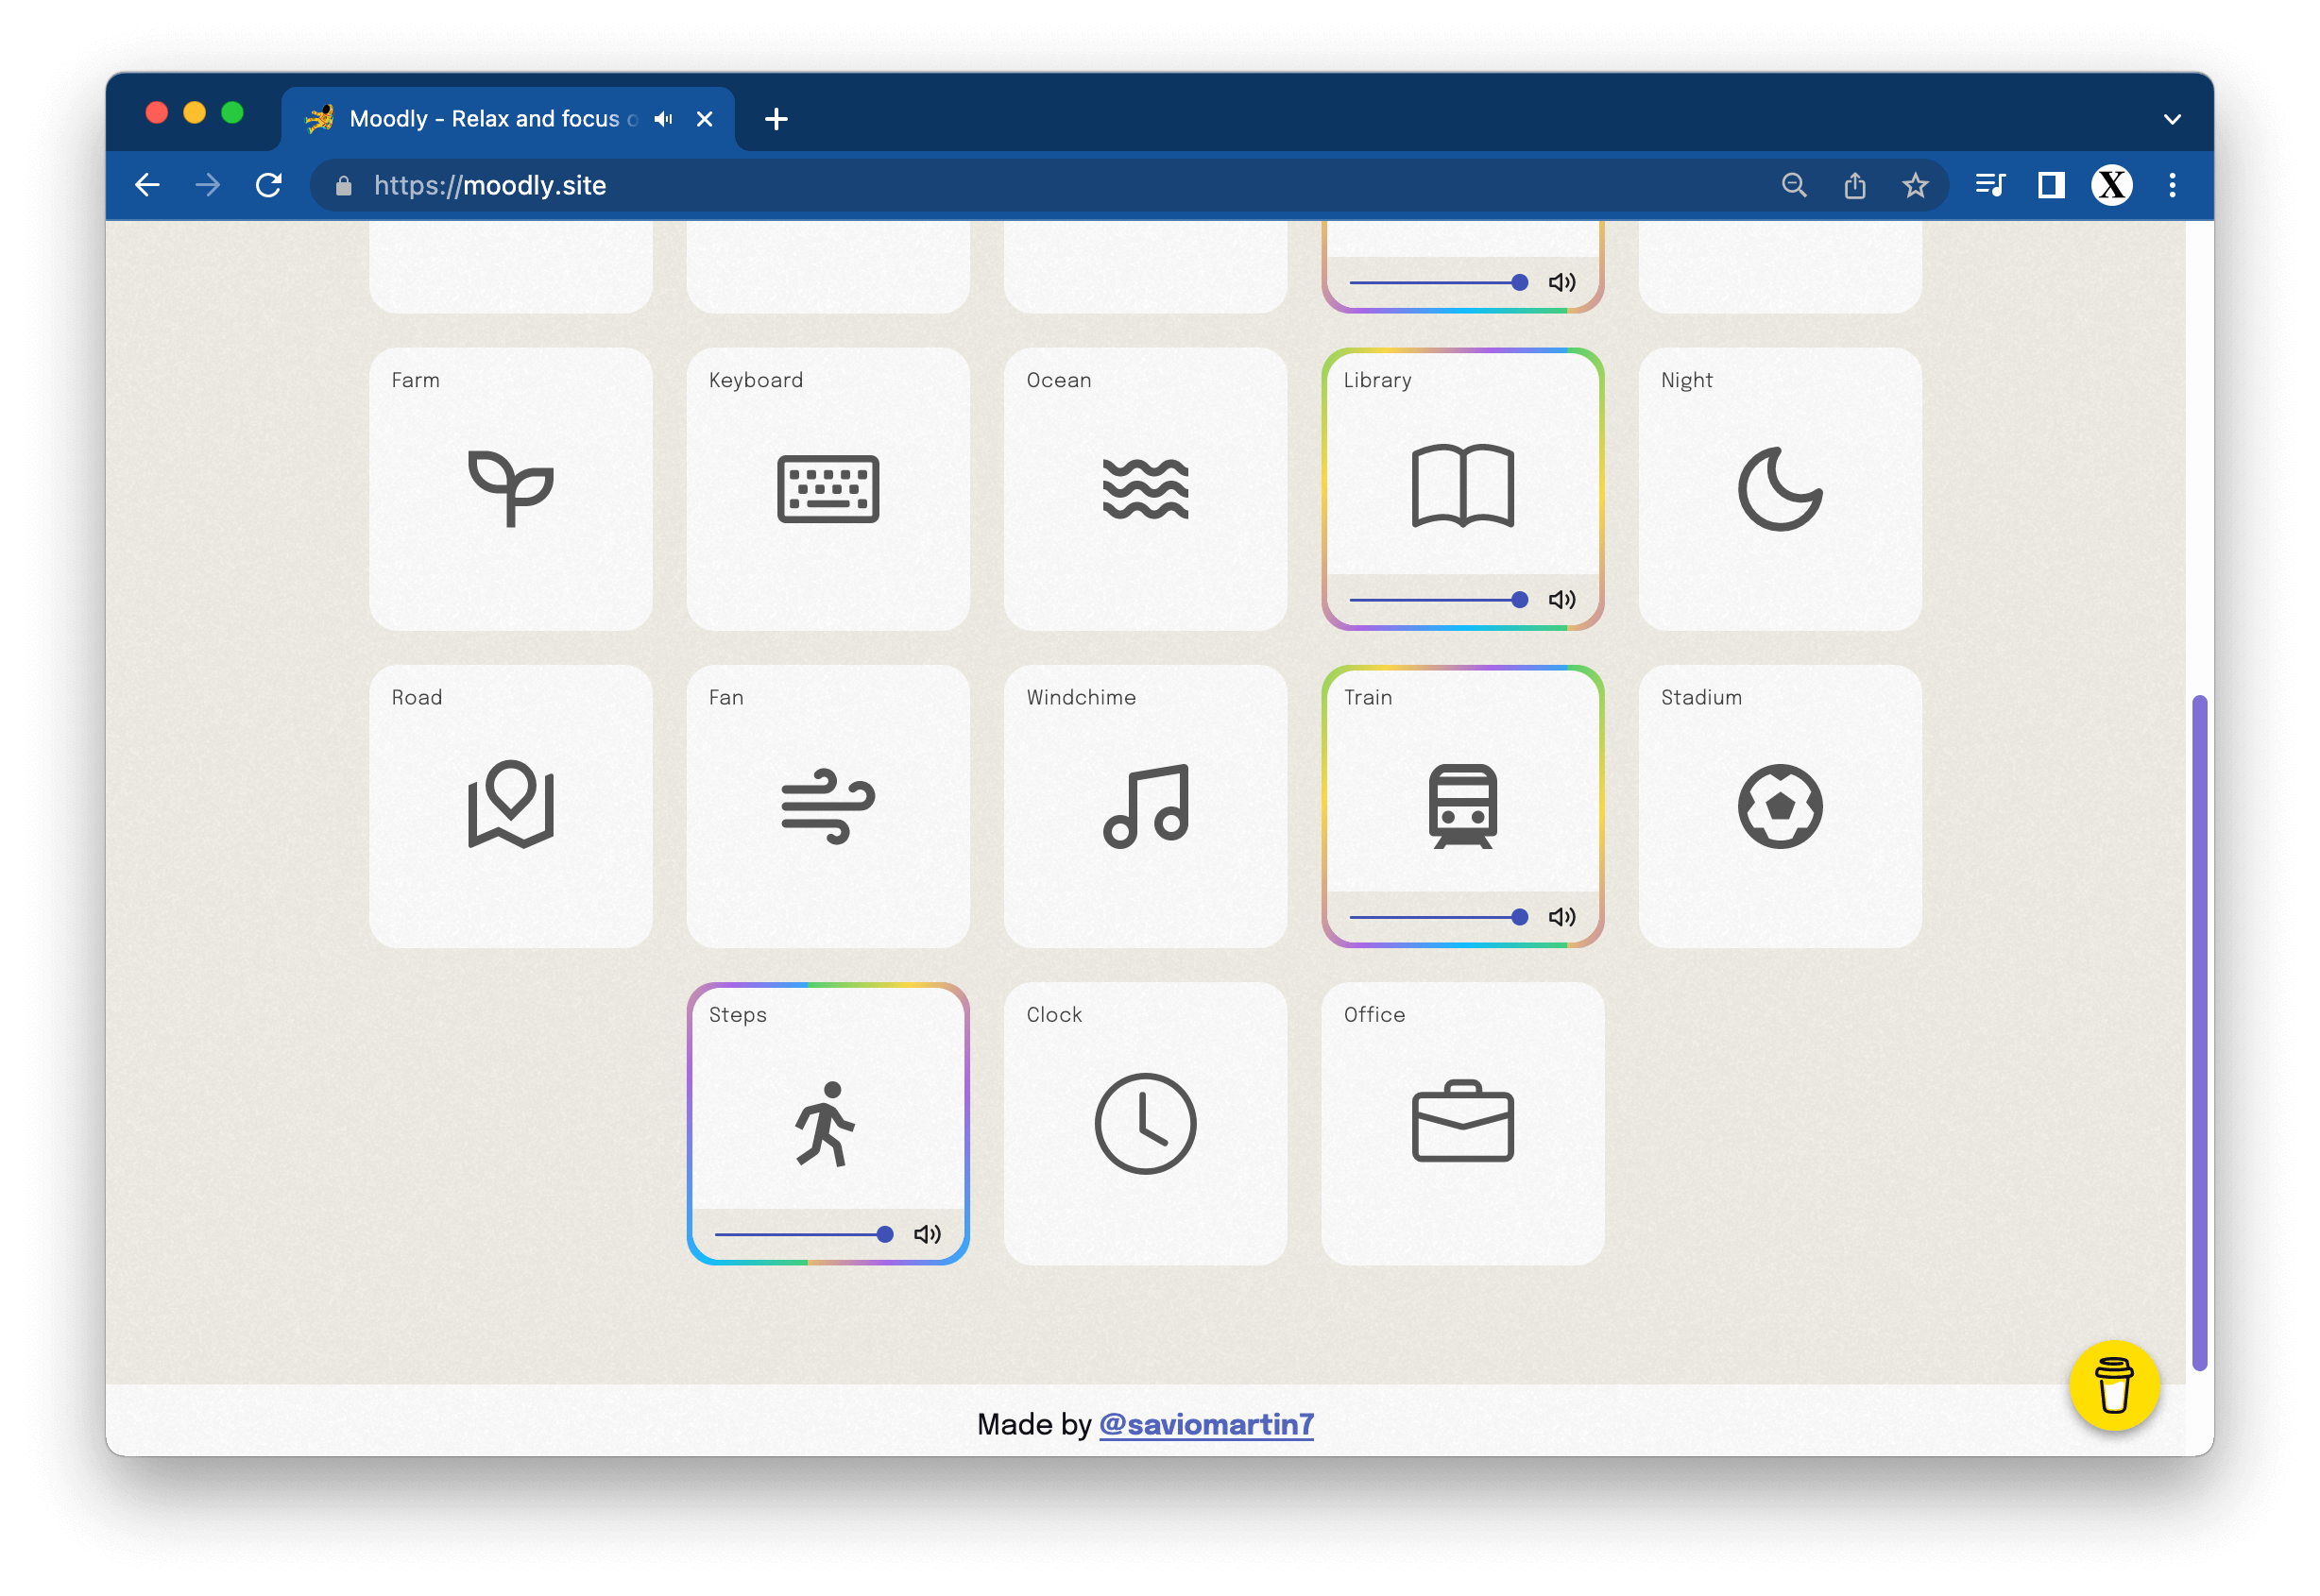 Moodly - Relax and focus
https://moodly.site
X
Farm
Keyboard
Ocean
Library
Night
Road
Fan
Windchime
Train
Stadium
Steps
Clock
Office
Made by @saviomartin7